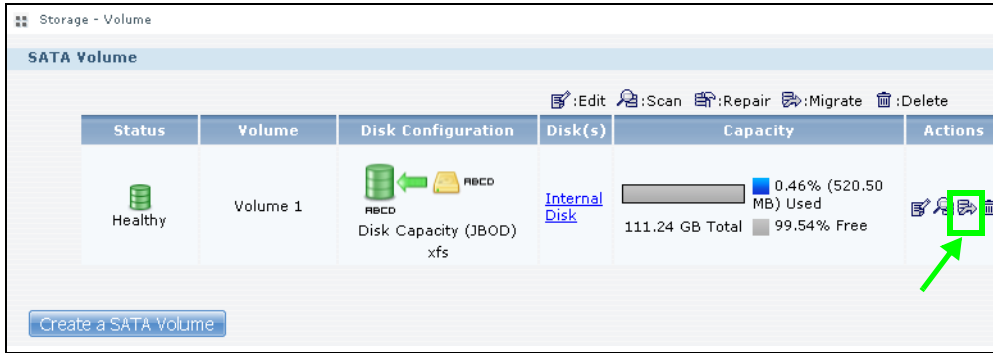 Storage - Volume
SATA Volume
:Edit :Scan :Repair :Migrate :Delete
Status Volume Disk Configuration Disk(s) Capacity Actions
ABCD
ABCD
Healthy
Volume 1
Disk Capacity (JBOD)
xfs
Internal
Disk
111.24 GB Total
0.46% (520.50
MB) Used
99.54% Free
Create a SATA Volume